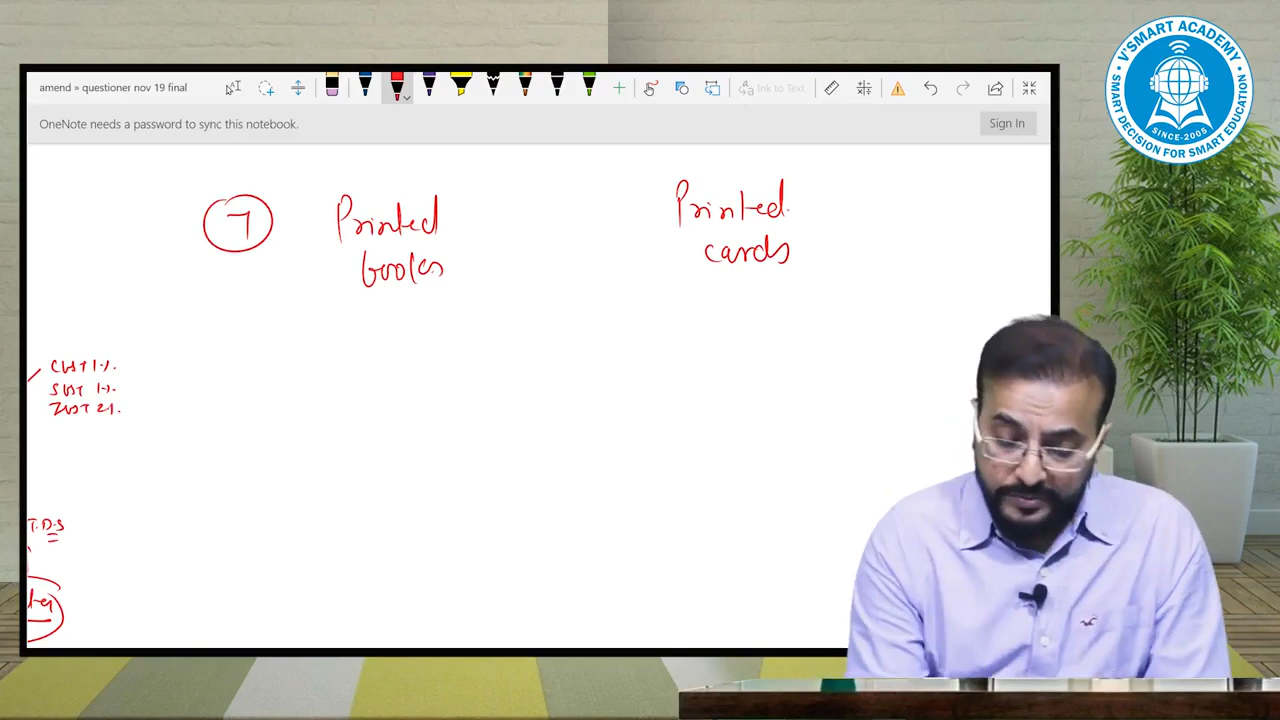 amend » questioner nov 19 final
Ink to Text
OneNote needs a password to sync this notebook.
Sign In
7
Printed
books
Printed
cards
CGST 1%.
SGST 1%.
IGST 2%.
T.D.S
V'SMART ACADEMY
SINCE-2005
SMART DECISION FOR SMART EDUCATION